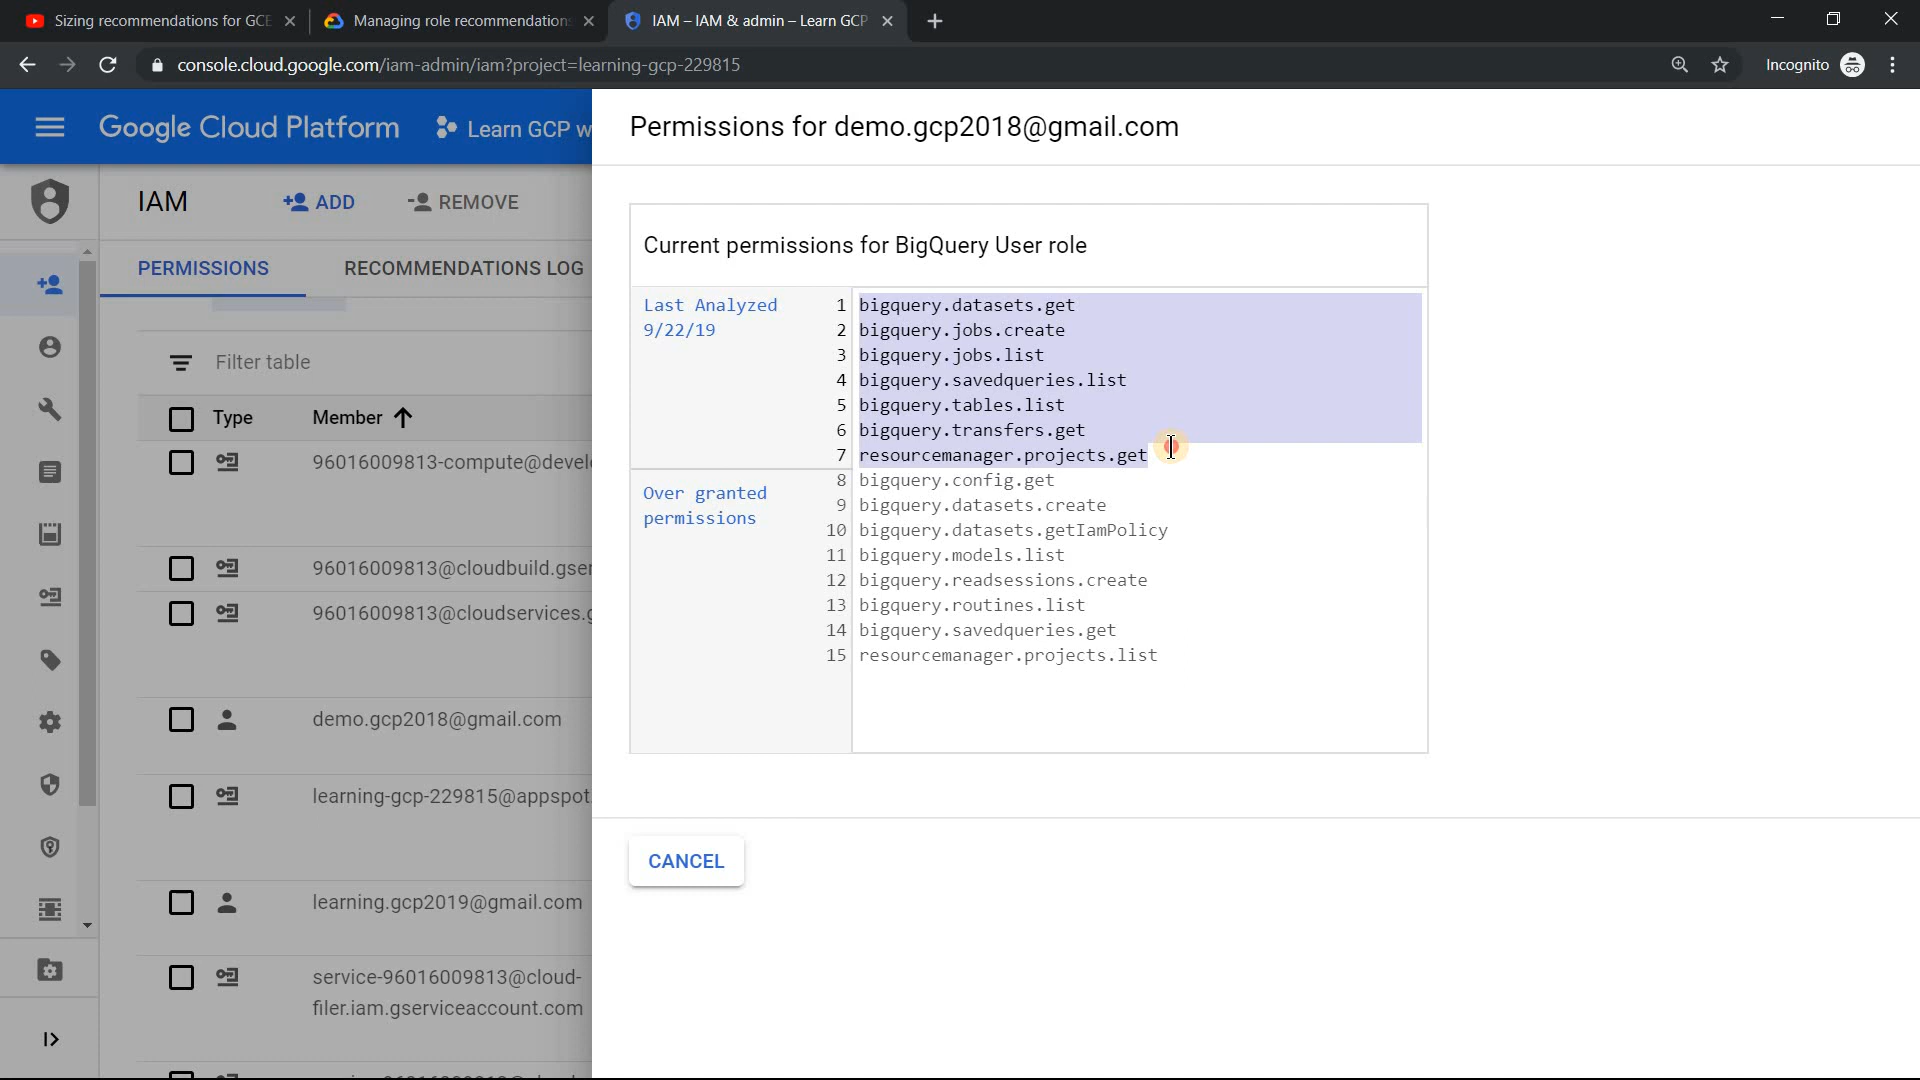 Sizing recommendations for GCE
Managing role recommendations
IAM – IAM & admin – Learn GCP
console.cloud.google.com/iam-admin/iam?project=learning-gcp-229815
Incognito
Google Cloud Platform
Learn GCP w
IAM
ADD
REMOVE
PERMISSIONS
RECOMMENDATIONS LOG
Filter table
Type
Member
96016009813-compute@devel
96016009813@cloudbuild.gser
96016009813@cloudservices.g
demo.gcp2018@gmail.com
learning-gcp-229815@appspot.
learning.gcp2019@gmail.com
service-96016009813@cloud-
filer.iam.gserviceaccount.com
Permissions for demo.gcp2018@gmail.com
Current permissions for BigQuery User role
Last Analyzed
9/22/19
1 bigquery.datasets.get
2 bigquery.jobs.create
3 bigquery.jobs.list
4 bigquery.savedqueries.list
5 bigquery.tables.list
6 bigquery.transfers.get
7 resourcemanager.projects.get
Over granted
permissions
8 bigquery.config.get
9 bigquery.datasets.create
10 bigquery.datasets.getIamPolicy
11 bigquery.models.list
12 bigquery.readsessions.create
13 bigquery.routines.list
14 bigquery.savedqueries.get
15 resourcemanager.projects.list
CANCEL